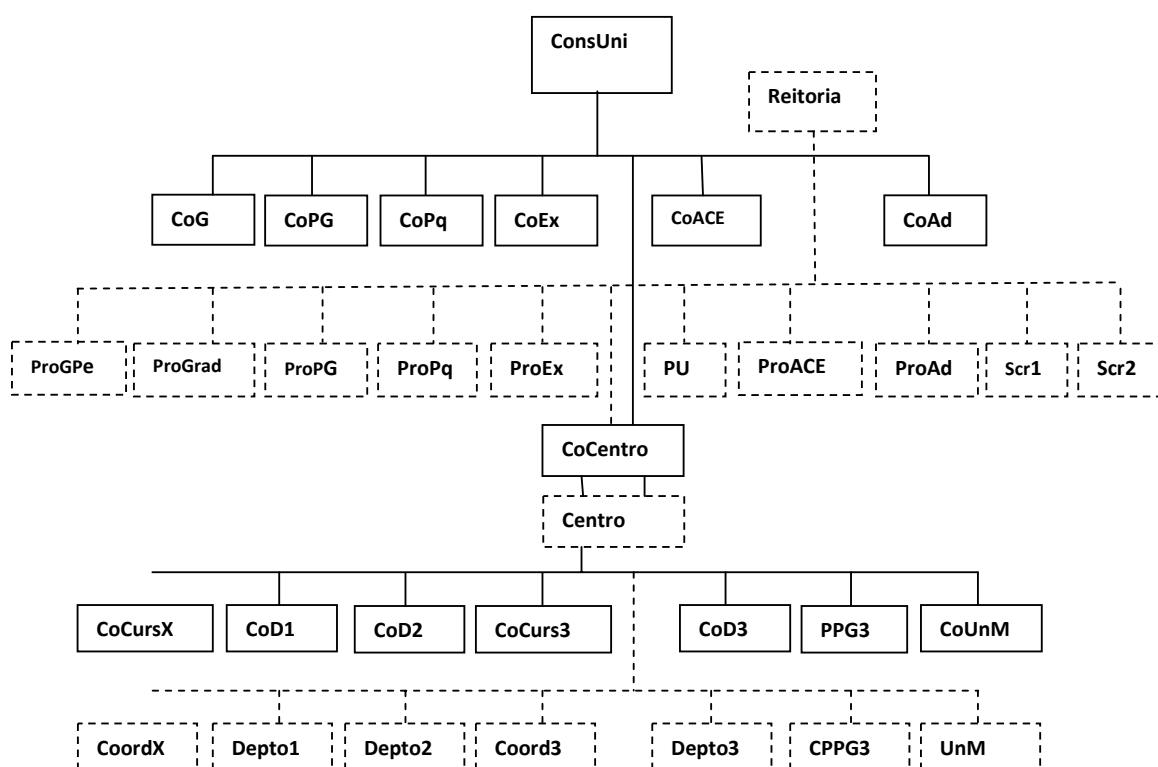 ConsUni
Reitoria
CoG
CoPG
CoPq
CoEx
CoACE
CoAd
ProGPe
ProGrad
ProPG
ProPq
ProEx
PU
ProACE
ProAd
Scr1
Scr2
CoCentro
Centro
CoCursX
CoD1
CoD2
CoCurs3
CoD3
PPG3
CoUnM
CoordX
Depto1
Depto2
Coord3
Depto3
CPPG3
UnM